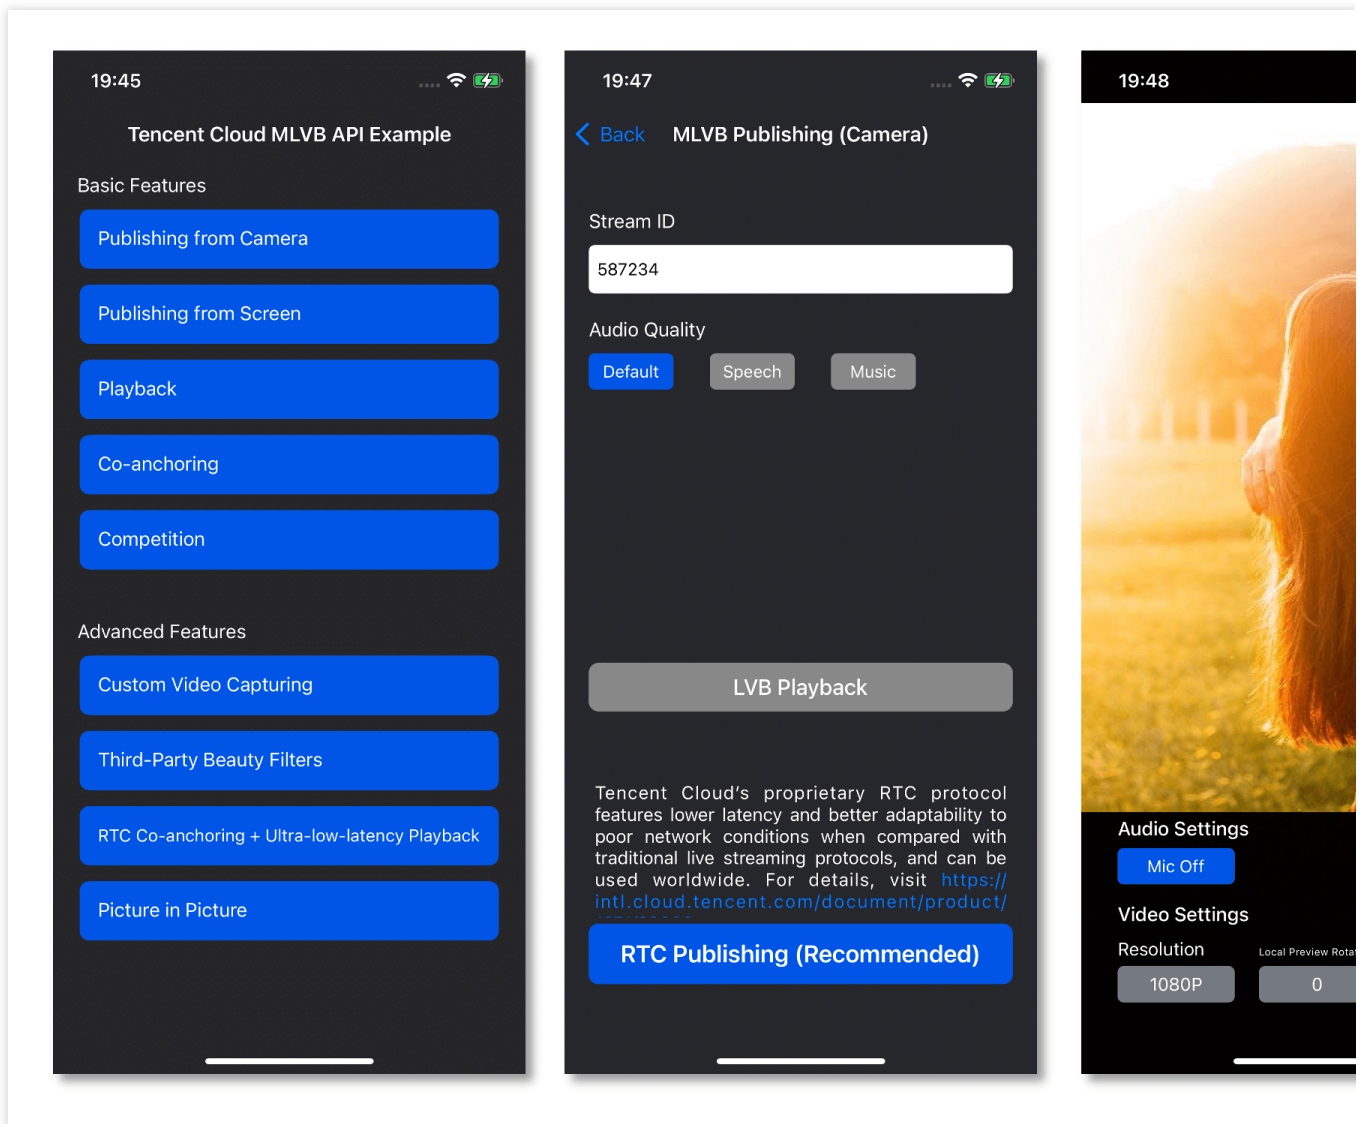 19:45
Tencent Cloud MLVB API Example
Basic Features
Publishing from Camera
Publishing from Screen
Playback
Co-anchoring
Competition
Advanced Features
Custom Video Capturing
Third-Party Beauty Filters
RTC Co-anchoring + Ultra-low-latency Playback
Picture in Picture
19:47
Back
MLVB Publishing (Camera)
Stream ID
587234
Audio Quality
Default
Speech
Music
LVB Playback
Tencent Cloud's proprietary RTC protocol
features lower latency and better adaptability to
poor network conditions when compared with
traditional live streaming protocols, and can be
used worldwide. For details, visit https://
intl.cloud.tencent.com/document/product/
RTC Publishing (Recommended)
19:48
Audio Settings
Mic Off
Video Settings
Resolution
Local Preview
1080P
0